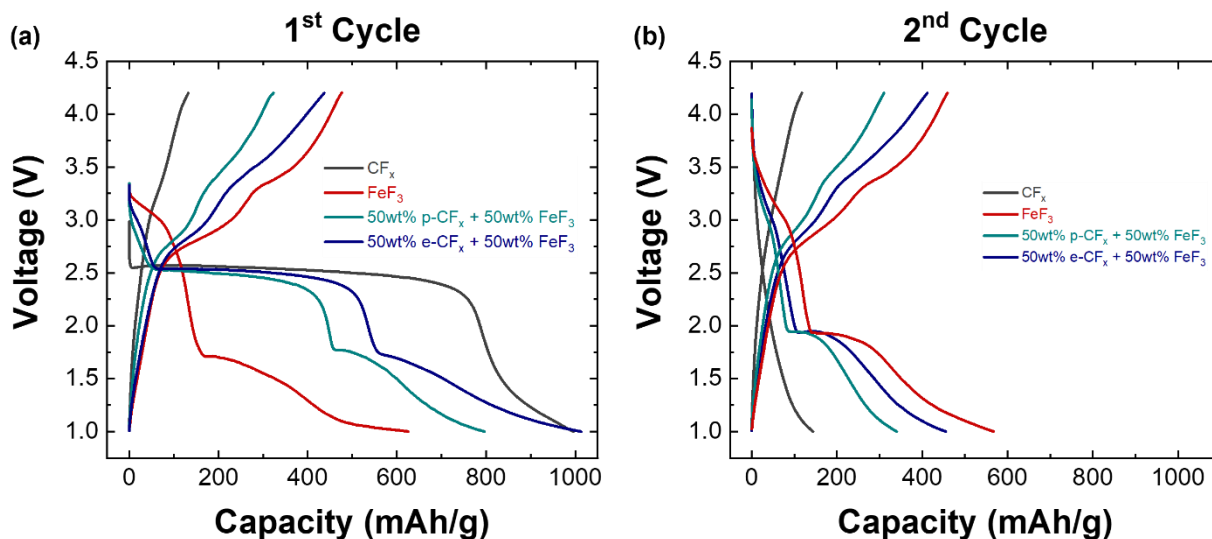 (a)
1st Cycle
Voltage (V)
4.5
4.0
3.5
3.0
2.5
2.0
1.5
1.0
CFx
FeF3
50wt% p-CFx + 50wt% FeF3
50wt% e-CFx + 50wt% FeF3
0
200
400
600
800
1000
Capacity (mAh/g)
(b)
2nd Cycle
Voltage (V)
4.5
4.0
3.5
3.0
2.5
2.0
1.5
1.0
CFx
FeF3
50wt% p-CFx + 50wt% FeF3
50wt% e-CFx + 50wt% FeF3
0
200
400
600
800
1000
Capacity (mAh/g)